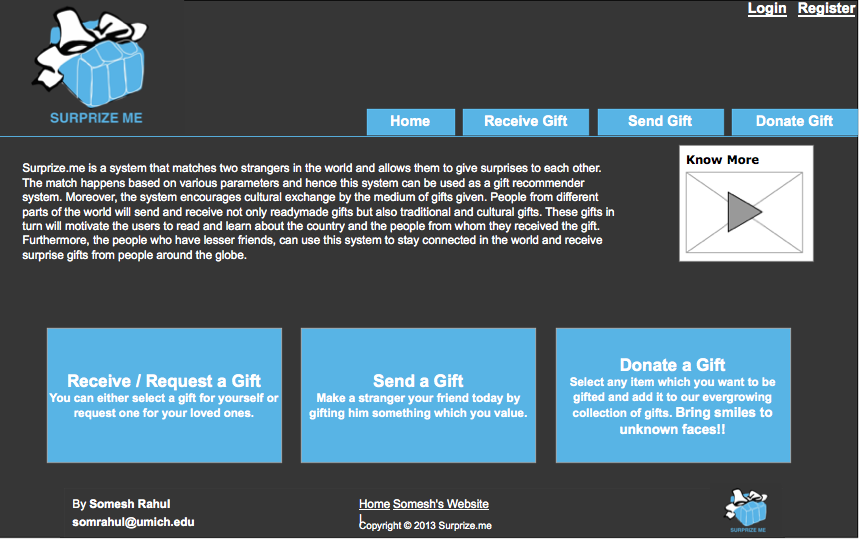 Login Register
SURPRIZE ME
Home Receive Gift Send Gift Donate Gift
Surprize.me is a system that matches two strangers in the world and allows them to give surprises to each other.
The match happens based on various parameters and hence this system can be used as a gift recommender
system. Moreover, the system encourages cultural exchange by the medium of gifts given. People from different
parts of the world will send and receive not only readymade gifts but also traditional and cultural gifts. These gifts in
turn will motivate the users to read and learn about the country and the people from whom they received the gift.
Furthermore, the people who have lesser friends, can use this system to stay connected in the world and receive
surprise gifts from people around the globe.
Know More
Receive / Request a Gift
You can either select a gift for yourself or
request one for your loved ones.
Send a Gift
Make a stranger your friend today by
gifting him something which you value.
Donate a Gift
Select any item which you want to be
gifted and add it to our evergrowing
collection of gifts. Bring smiles to
unknown faces!!
By Somesh Rahul
somrahul@umich.edu
Home Somesh's Website
|
Copyright © 2013 Surprize.me
SURPRIZE ME